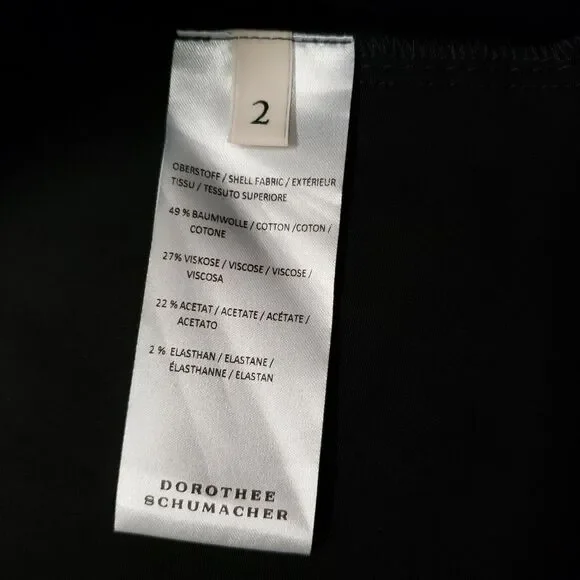 2
OBERSTOFF / SHELL FABRIC / EXTÉRIEUR
TISSU / TESSUTO SUPERIORE
49 % BAUMWOLLE / COTTON /COTON /
COTONE
27% VISKOSE / VISCOSE / VISCOSE /
VISCOSA
22 % ACETAT / ACETATE / ACÉTATE /
ACETATO
2 % ELASTHAN / ELASTANE /
ÉLASTHANNE / ELASTAN
DOROTHEE
SCHUMACHER